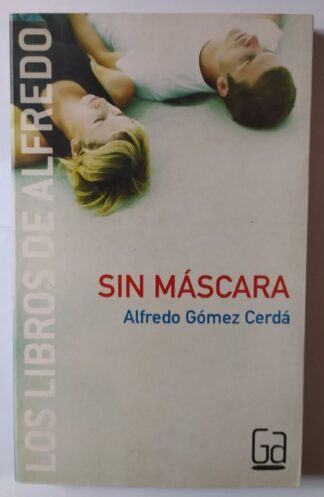 LOS LIBROS DE ALFREDO
SIN MÁSCARA
Alfredo Gómez Cerdá
Ga